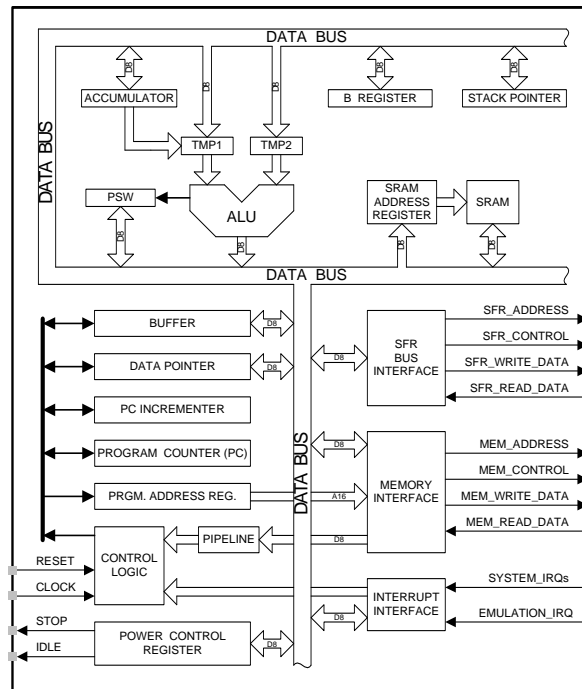 DATA BUS
D8
D8
D8
D8
D8
ACCUMULATOR
B REGISTER
STACK POINTER
DATA BUS
TMP1
TMP2
PSW
ALU
SRAM
ADDRESS
REGISTER
SRAM
D8
D8
D8
D8
DATA BUS
BUFFER
D8
DATA POINTER
D8
PC INCREMENTER
PROGRAM COUNTER (PC)
PRGM. ADDRESS REG.
A16
DATA BUS
D8
SFR
BUS
INTERFACE
SFR_ADDRESS
SFR_CONTROL
SFR_WRITE_DATA
SFR_READ_DATA
D8
MEMORY
INTERFACE
MEM_ADDRESS
MEM_CONTROL
MEM_WRITE_DATA
MEM_READ_DATA
CONTROL
LOGIC
PIPELINE
D8
RESET
CLOCK
STOP
IDLE
POWER CONTROL
REGISTER
D8
D8
INTERRUPT
INTERFACE
SYSTEM_IRQs
EMULATION_IRQ